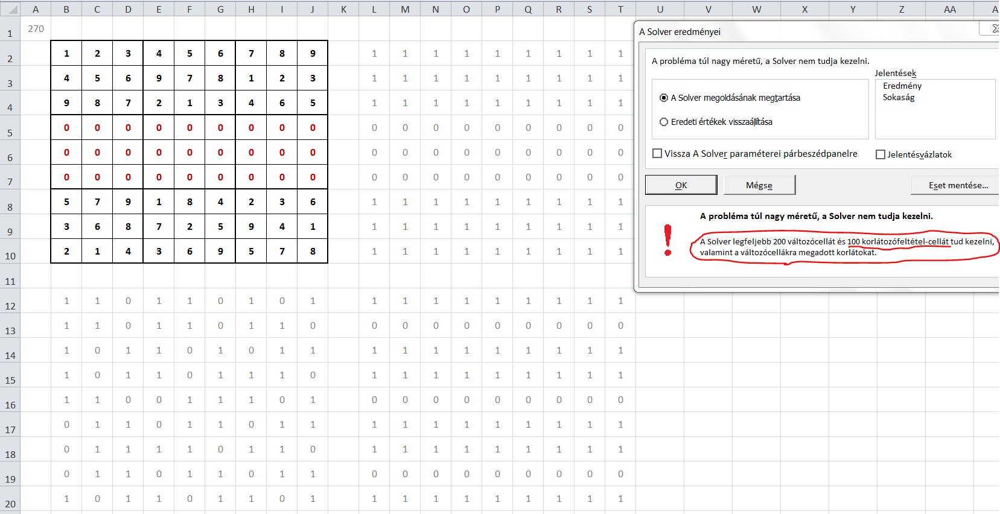 A B C D E F G H I J K L M N O P Q R S T U V W X Y Z AA A
1 270
2 1 2 3 4 5 6 7 8 9 1 1 1 1 1 1 1 1 1
3 4 5 6 9 7 8 1 2 3 1 1 1 1 1 1 1 1 1
4 9 8 7 2 1 3 4 6 5 1 1 1 1 1 1 1 1 1
5 0 0 0 0 0 0 0 0 0 0 0 0 0 0 0 0 0 0
6 0 0 0 0 0 0 0 0 0 0 0 0 0 0 0 0 0 0
7 0 0 0 0 0 0 0 0 0 0 0 0 0 0 0 0 0 0
8 5 7 9 1 8 4 2 3 6 1 1 1 1 1 1 1 1 1
9 3 6 8 7 2 5 9 4 1 1 1 1 1 1 1 1 1 1
10 2 1 4 3 6 9 5 7 8 1 1 1 1 1 1 1 1 1
11
12 1 1 0 1 1 0 1 0 1 1 1 1 1 1 1 1 1 1
13 1 1 0 1 1 0 1 1 0 0 0 0 0 0 0 0 0 0
14 1 0 1 1 0 1 0 1 1 1 1 1 1 1 1 1 1 1
15 1 0 1 1 0 1 1 1 0 1 1 1 1 1 1 1 1 1
16 1 1 0 0 1 1 1 0 1 0 0 0 0 0 0 0 0 0
17 0 1 1 0 1 1 0 1 1 1 1 1 1 1 1 1 1 1
18 0 1 1 1 1 0 1 1 0 1 1 1 1 1 1 1 1 1
19 0 1 1 0 1 1 0 1 1 0 0 0 0 0 0 0 0 0
20 1 0 1 1 0 1 1 0 1 1 1 1 1 1 1 1 1 1
A Solver eredményei
A probléma túl nagy méretű, a Solver nem tudja kezelni.
Jelentések
Eredmény
Sokaság
A Solver megoldásának megtartása
Eredeti értékek visszaállítása
Vissza A Solver paraméterei párbeszédpanelre
Jelentésvázlatok
OK Mégse Eset mentése...
A probléma túl nagy méretű, a Solver nem tudja kezelni.
A Solver legfeljebb 200 változócellát és 100 korlátozófeltétel-cellát tud kezelni,
valamint a változócellákra megadott korlátokat.